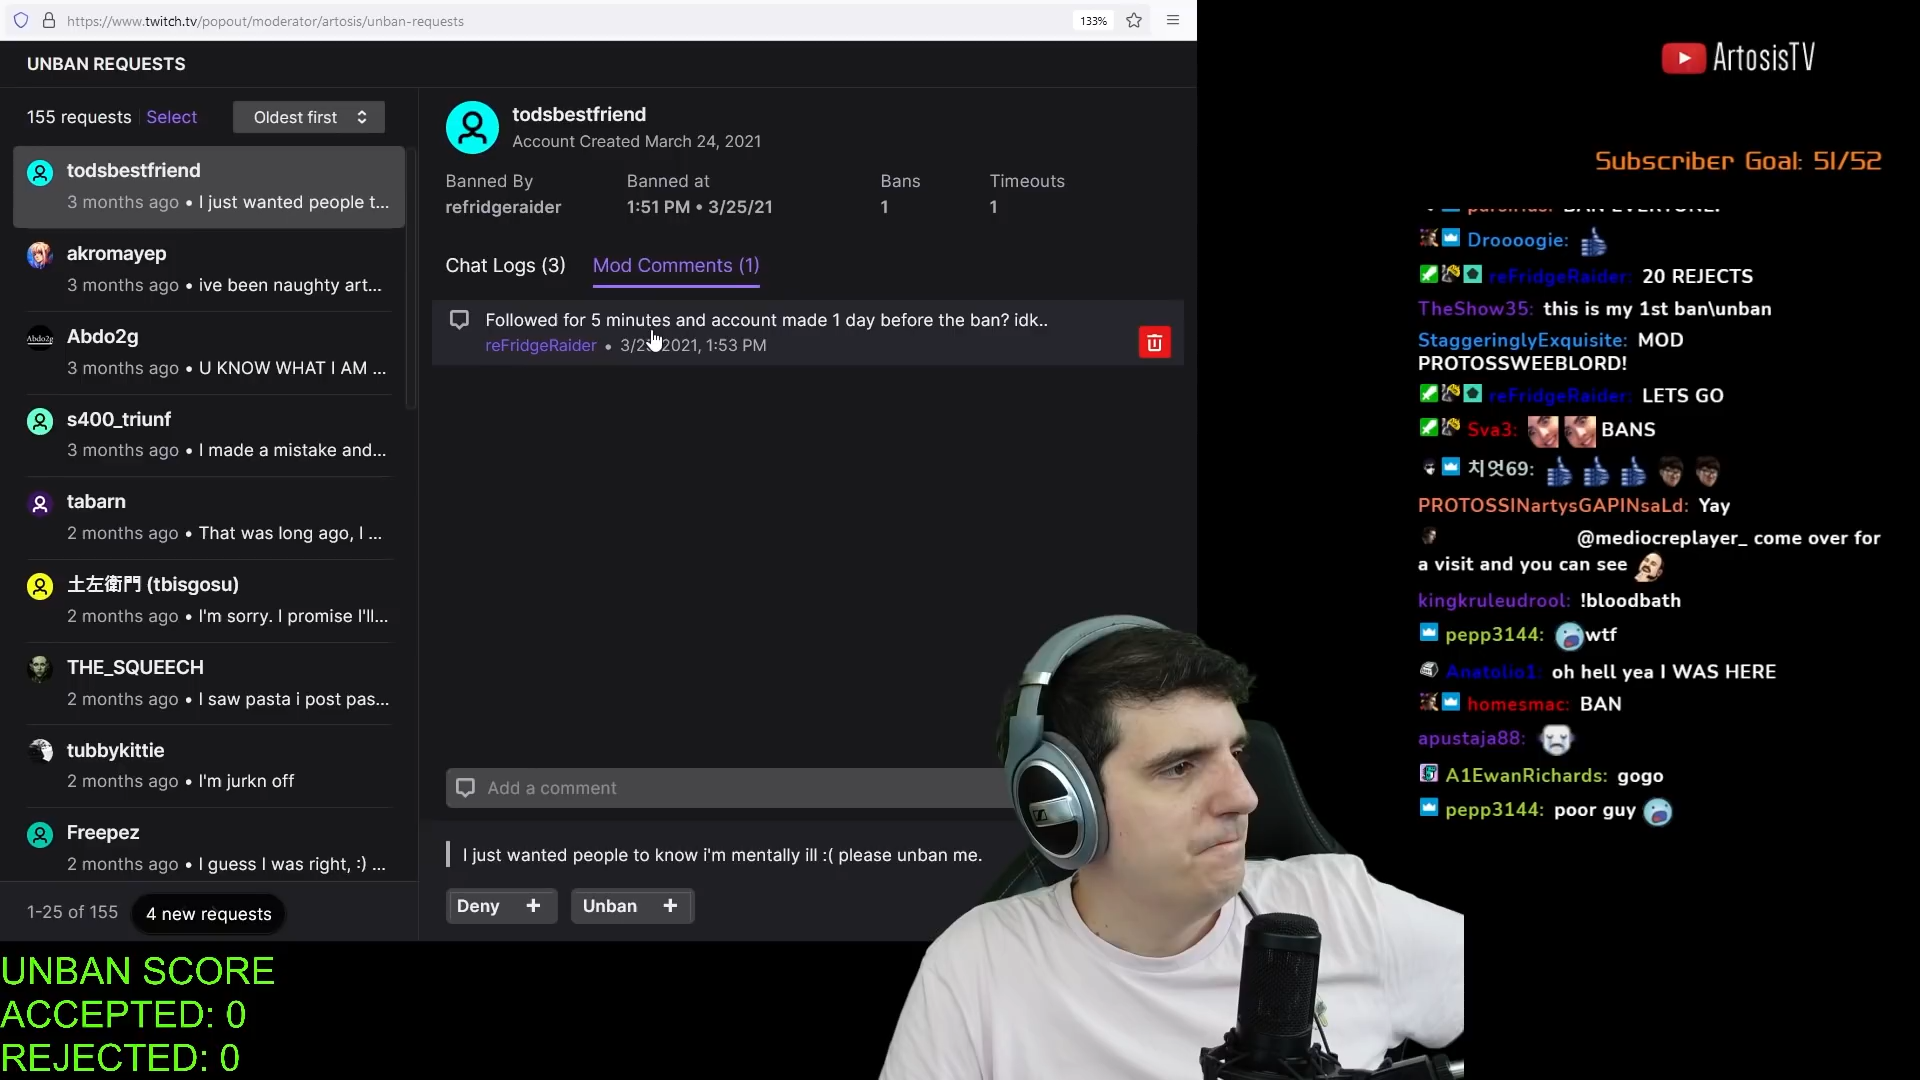 https://www.twitch.tv/popout/moderator/artosis/unban-requests
133%
UNBAN REQUESTS
155 requests Select
Oldest first
todsbestfriend
3 months ago • I just wanted people t...
akromayep
3 months ago • ive been naughty art...
Abdo2g
3 months ago • U KNOW WHAT I AM ...
s400_triunf
3 months ago • I made a mistake and...
tabarn
2 months ago • That was long ago, I ...
土左衛門 (tbisgosu)
2 months ago • I'm sorry. I promise I'll...
THE_SQUEECH
2 months ago • I saw pasta i post pas...
tubbykittie
2 months ago • I'm jurkn off
Freepez
2 months ago • I guess I was right, :) ...
1-25 of 155
4 new requests
todsbestfriend
Account Created March 24, 2021
Banned By Banned at Bans Timeouts
refridgeraider 1:51 PM • 3/25/21 1 1
Chat Logs (3) Mod Comments (1)
Followed for 5 minutes and account made 1 day before the ban? idk..
reFridgeRaider • 2021, 1:53 PM
Add a comment
I just wanted people to know i'm mentally ill :( please unban me.
Deny +
Unban +
UNBAN SCORE
ACCEPTED: 0
REJECTED: 0
ArtosisTV
Subscriber Goal: 51/52
BAN EVERYONE!
Droooogie:
reFridgeRaider: 20 REJECTS
TheShow35: this is my 1st ban\unban
StaggeringlyExquisite: MOD
PROTOSSWEEBLORD!
reFridgeRaider: LETS GO
Sva3: BANS
치엇69:
PROTOSSINartysGAPINsaLd: Yay
@mediocreplayer_ come over for
a visit and you can see
kingkruleudrool: !bloodbath
pepp3144: wtf
Anatolio1: oh hell yea I WAS HERE
homesmac: BAN
apustaja88:
A1EwanRichards: gogo
pepp3144: poor guy